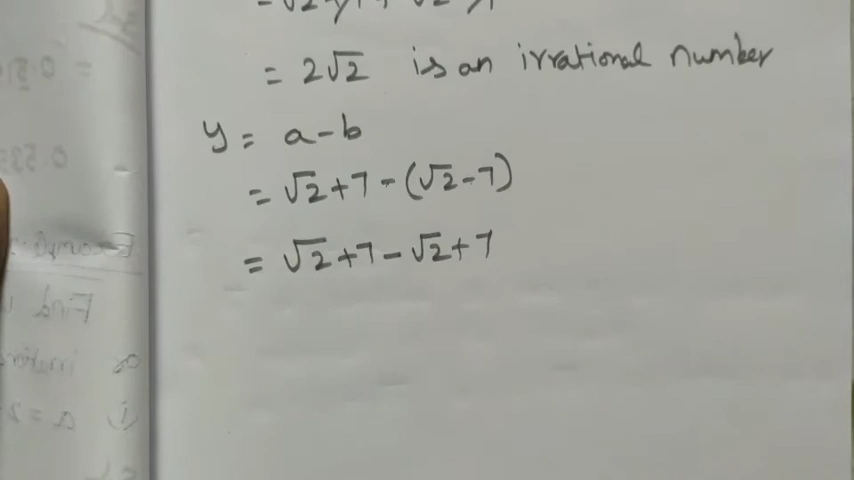 = 2√2 is an irrational number
y = a-b
= √2+7-(√2-7)
= √2+7-√2+7